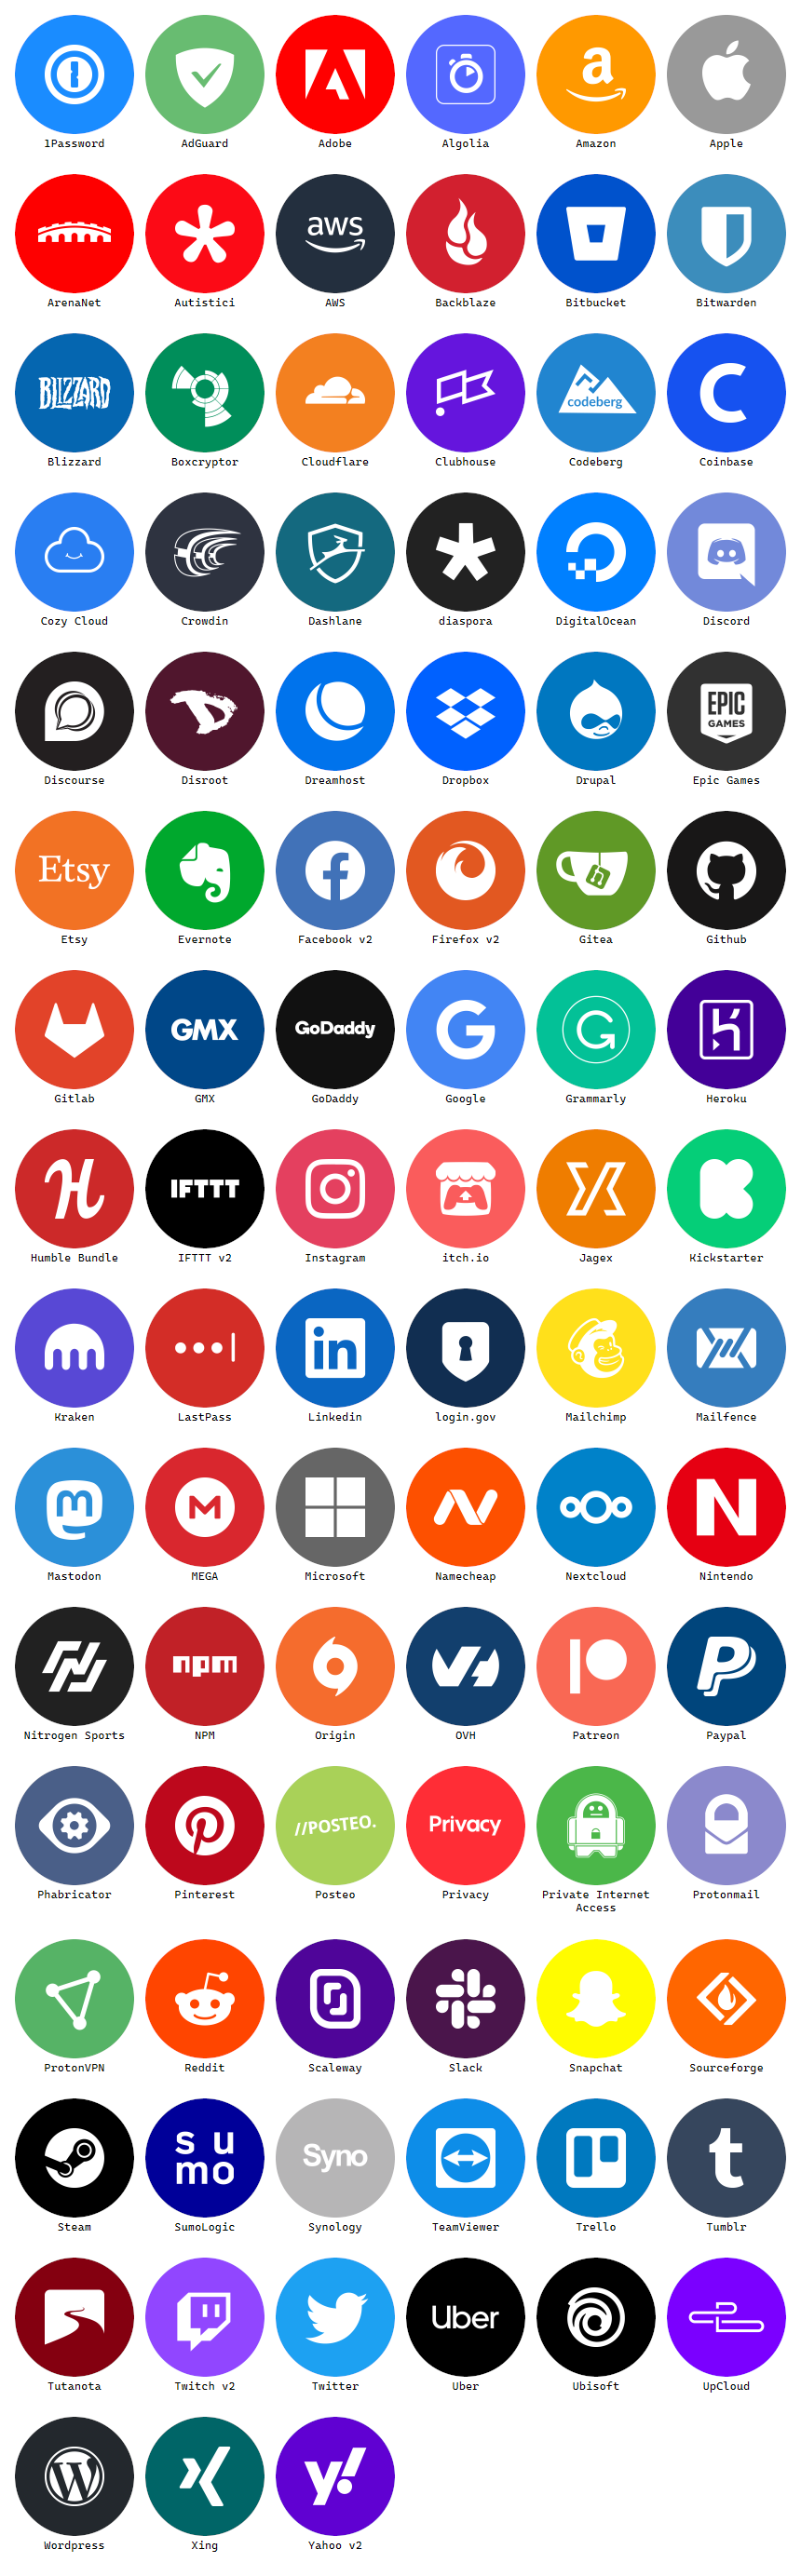 1Password AdGuard Adobe Algolia Amazon Apple
aws
ArenaNet Autistici AWS Backblaze Bitbucket Bitwarden
BLIZZARD codeberg
Blizzard Boxcryptor Cloudflare Clubhouse Codeberg Coinbase
Cozy Cloud Crowdin Dashlane diaspora DigitalOcean Discord
EPIC
GAMES
Discourse Disroot Dreamhost Dropbox Drupal Epic Games
Etsy
Etsy Evernote Facebook v2 Firefox v2 Gitea Github
GMX GoDaddy G G
Gitlab GMX GoDaddy Google Grammarly Heroku
H IFTTT K
Humble Bundle IFTTT v2 Instagram itch.io Jagex Kickstarter
in
Kraken LastPass Linkedin login.gov Mailchimp Mailfence
m M N N
Mastodon MEGA Microsoft Namecheap Nextcloud Nintendo
npm P
Nitrogen Sports NPM Origin OVH Patreon Paypal
//POSTEO. Privacy
Phabricator Pinterest Posteo Privacy Private Internet
Access Protonmail
ProtonVPN Reddit Scaleway Slack Snapchat Sourceforge
su
mo Syno t
Steam SumoLogic Synology TeamViewer Trello Tumblr
Uber
Tutanota Twitch v2 Twitter Uber Ubisoft UpCloud
W y!
Wordpress Xing Yahoo v2